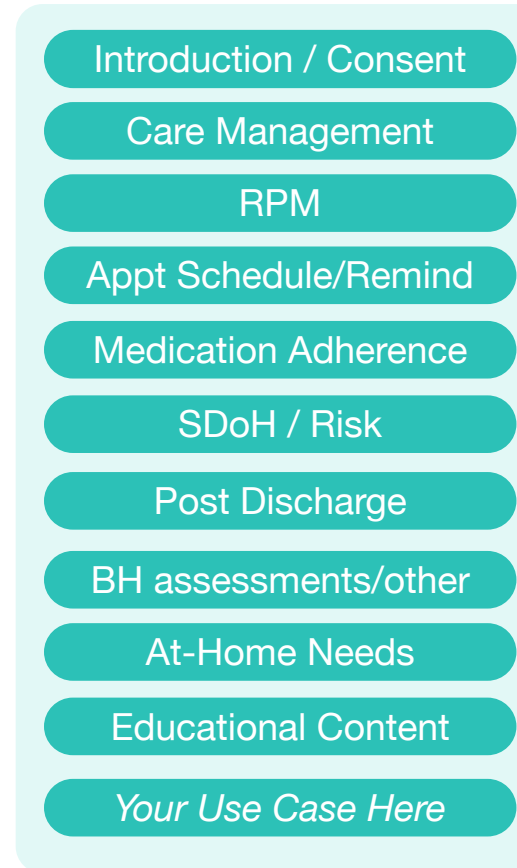 Introduction / Consent
Care Management
RPM
Appt Schedule/Remind
Medication Adherence
SDoH / Risk
Post Discharge
BH assessments/other
At-Home Needs
Educational Content
Your Use Case Here